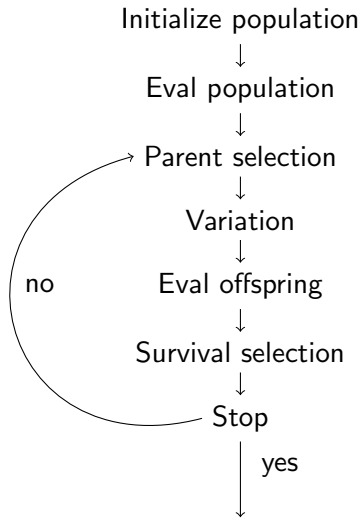 Initialize population
Eval population
Parent selection
Variation
no
Eval offspring
Survival selection
Stop
yes